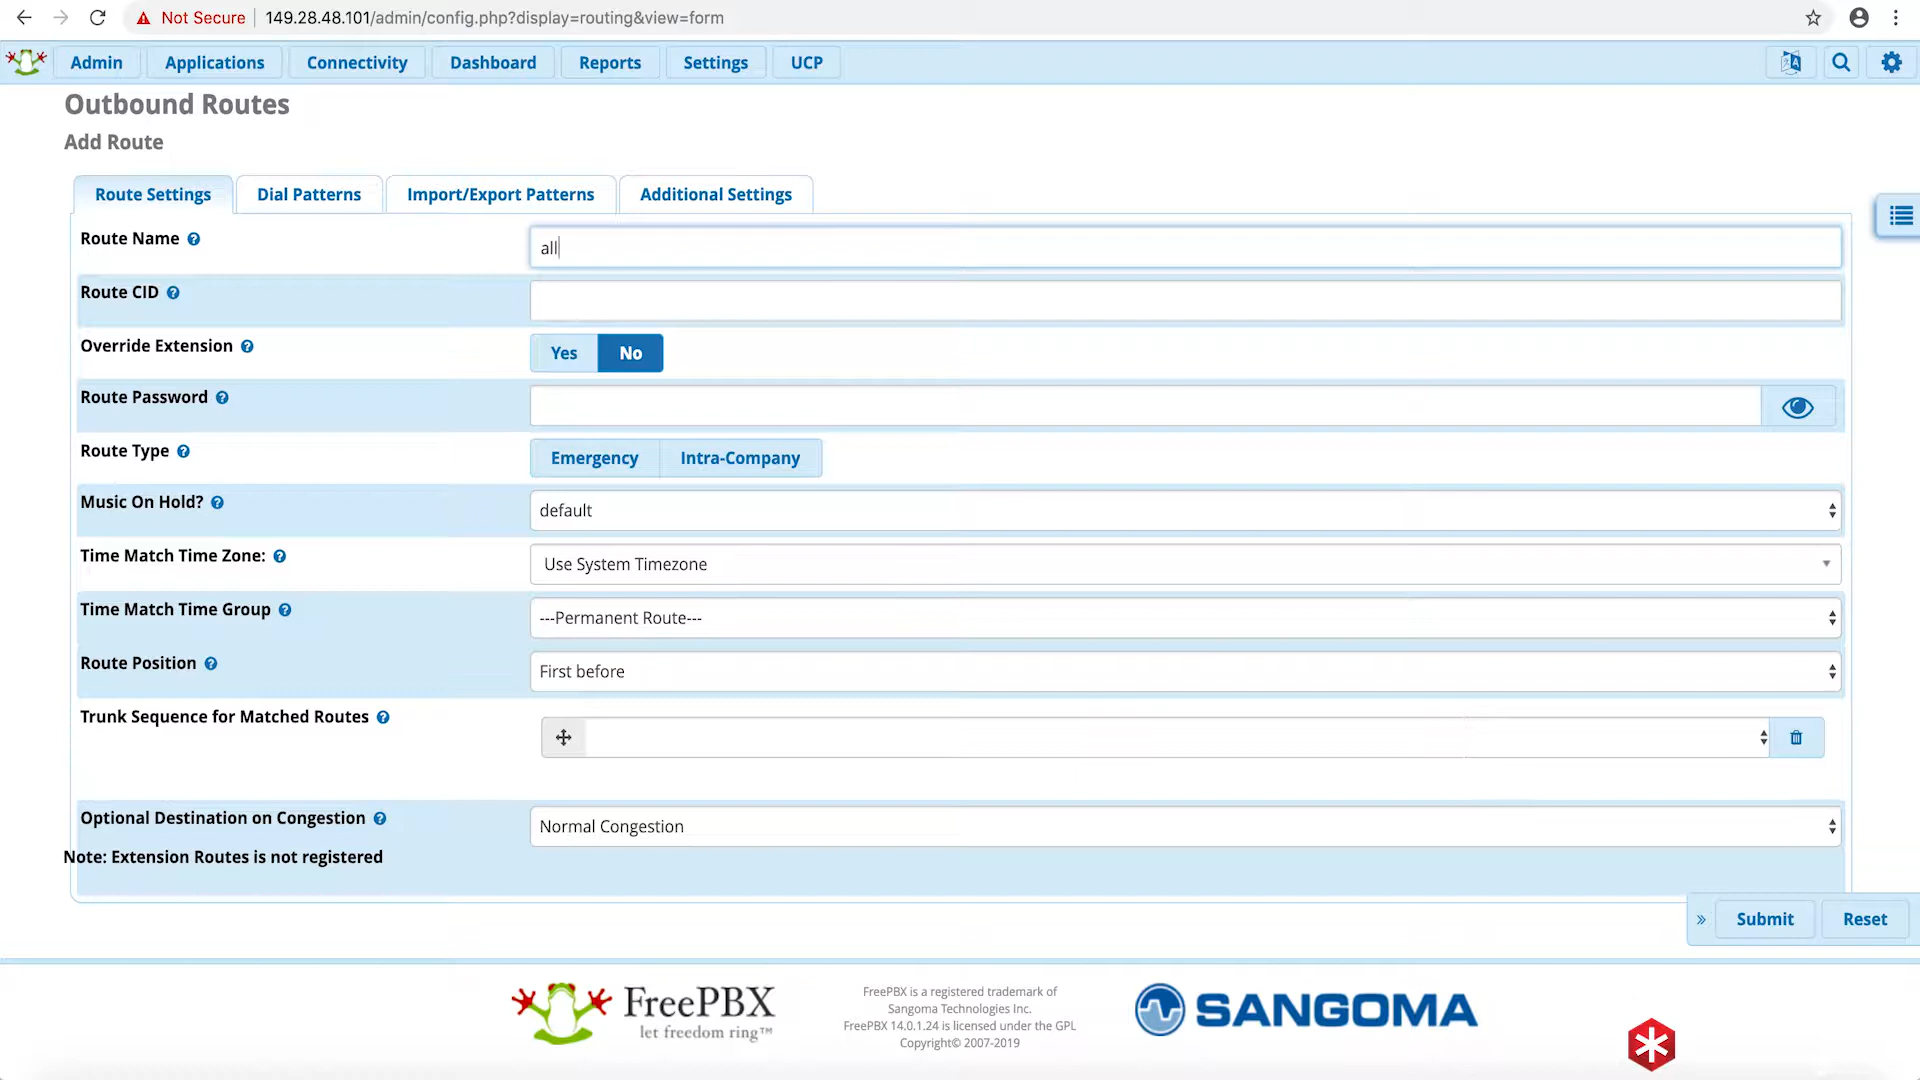 Not Secure
149.28.48.101/admin/config.php?display=routing&view=form
Admin
Applications
Connectivity
Dashboard
Reports
Settings
UCP
Outbound Routes
Add Route
Route Settings
Dial Patterns
Import/Export Patterns
Additional Settings
Route Name
all
Route CID
Override Extension
Yes
No
Route Password
Route Type
Emergency
Intra-Company
Music On Hold?
default
Time Match Time Zone:
Use System Timezone
Time Match Time Group
---Permanent Route---
Route Position
First before
Trunk Sequence for Matched Routes
Optional Destination on Congestion
Normal Congestion
Note: Extension Routes is not registered
» Submit
Reset
FreePBX
let freedom ring™
FreePBX is a registered trademark of
Sangoma Technologies Inc.
FreePBX 14.0.1.24 is licensed under the GPL
Copyright© 2007-2019
SANGOMA